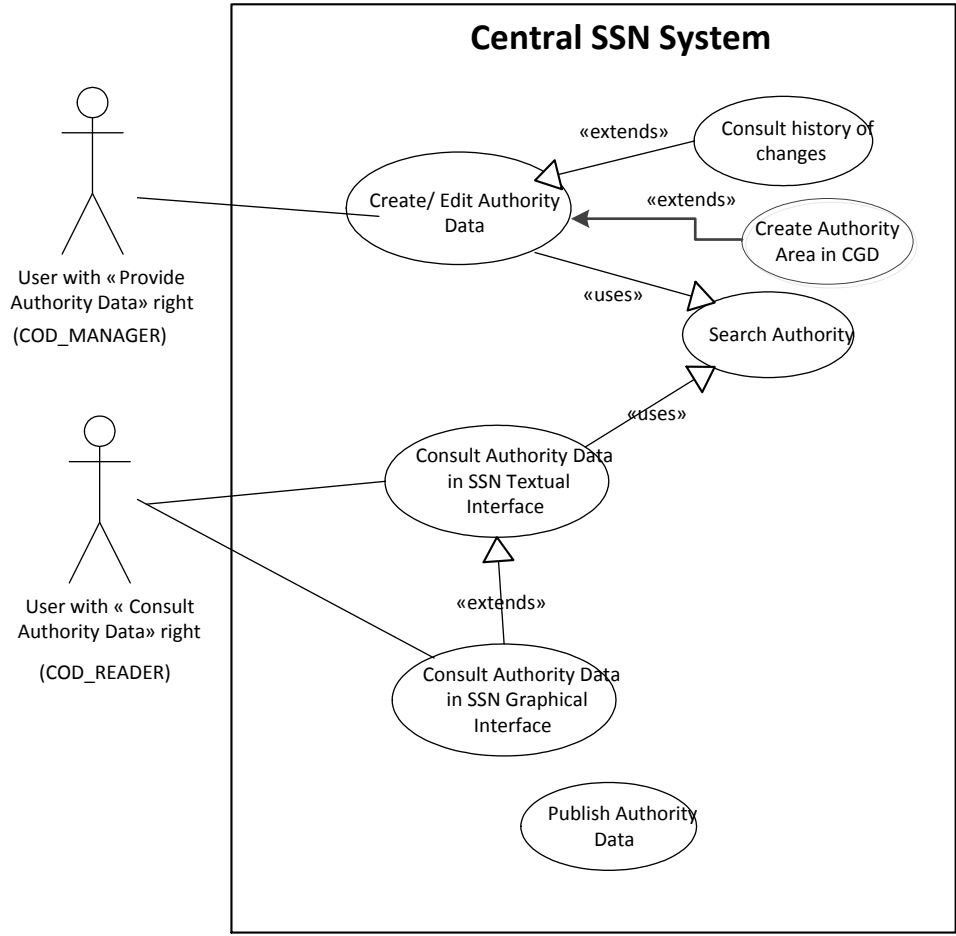 Central SSN System
«extends»
Consult history of
changes
Create/ Edit Authority
Data
«extends»
Create Authority
Area in CGD
User with « Provide
Authority Data» right
(COD_MANAGER)
«uses»
Search Authority
«uses»
Consult Authority Data
in SSN Textual
Interface
User with « Consult
Authority Data» right
(COD_READER)
«extends»
Consult Authority Data
in SSN Graphical
Interface
Publish Authority
Data